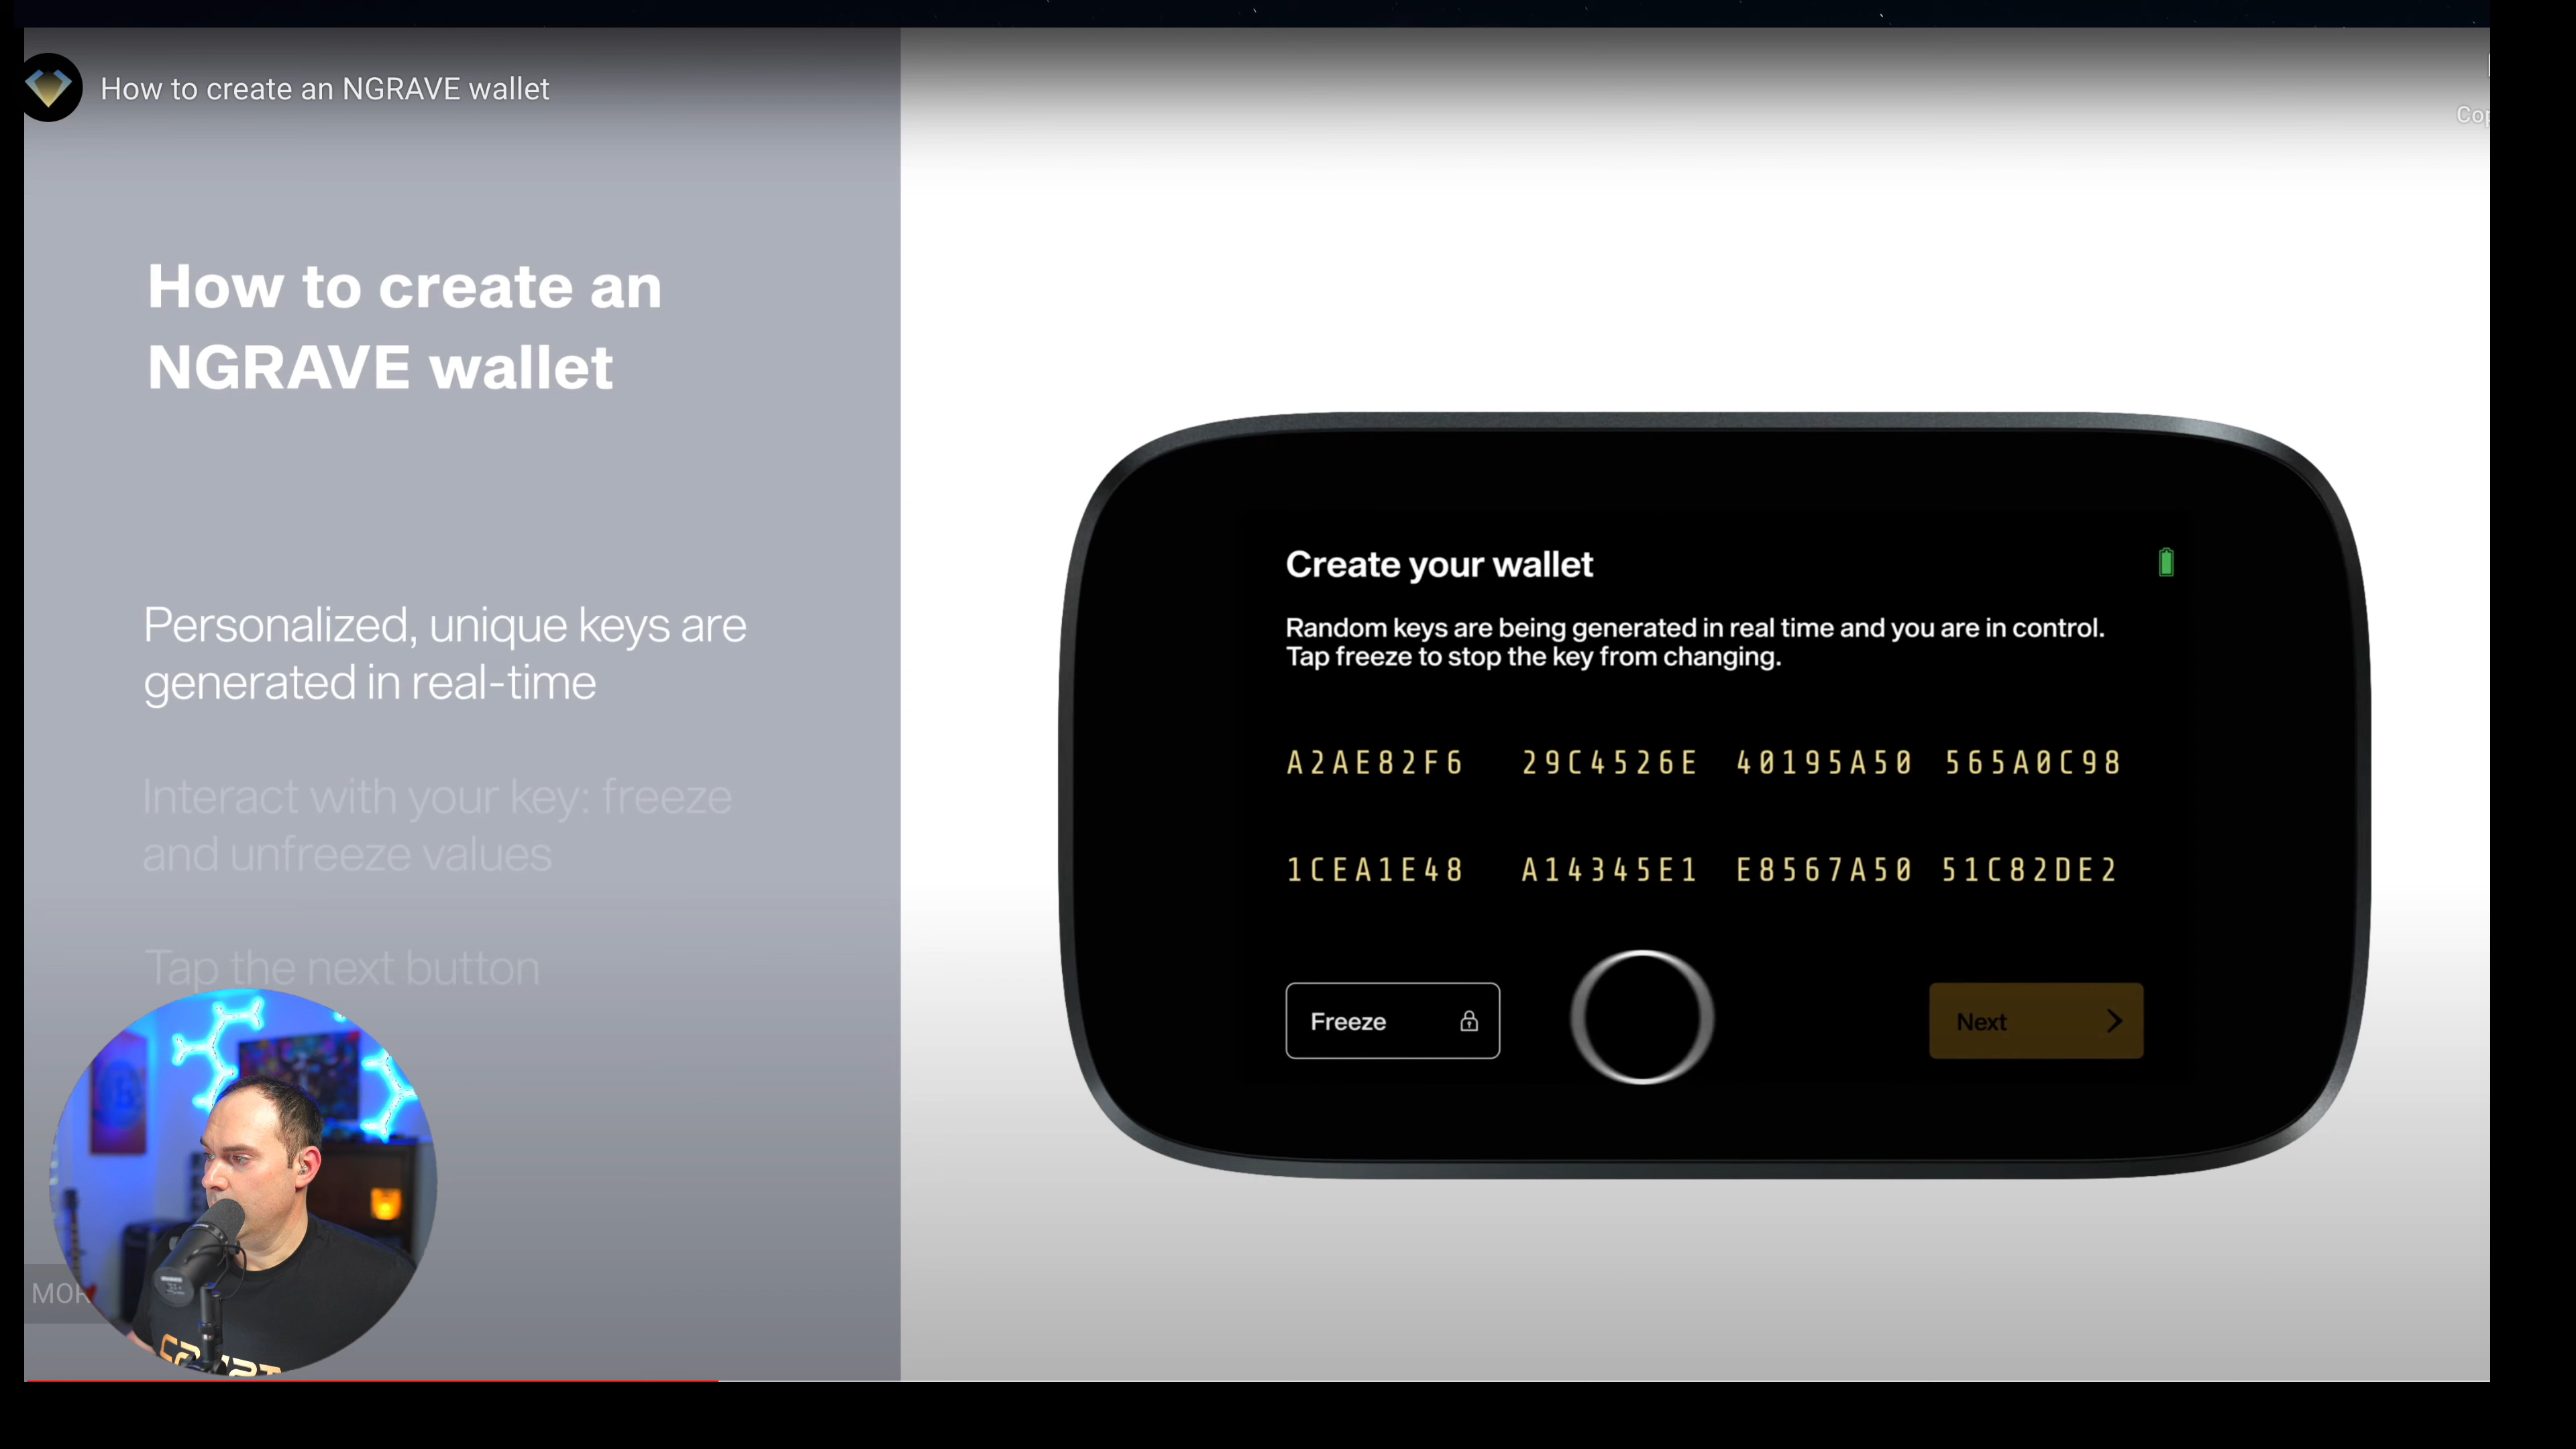 How to create an NGRAVE wallet
How to create an
NGRAVE wallet
Personalized, unique keys are
generated in real-time
Interact with your key: freeze
and unfreeze values
Tap the next button
Create your wallet
Random keys are being generated in real time and you are in control.
Tap freeze to stop the key from changing.
A2AE82F6 29C4526E 40195A50 565A0C98
1CEA1E48 A14345E1 E8567A50 51C82DE2
Freeze
Next